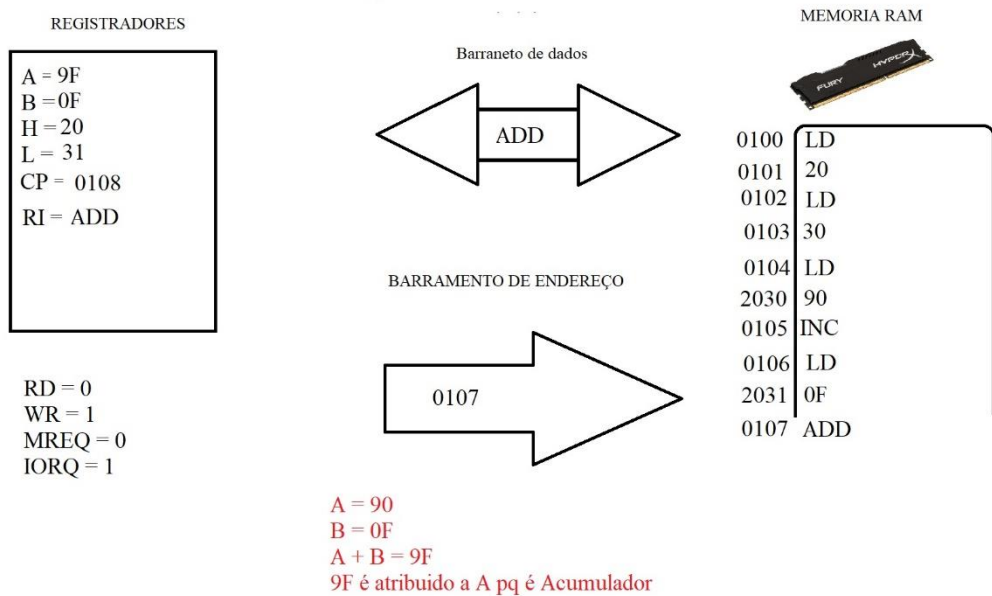 REGISTRADORES
A = 9F
B = 0F
H = 20
L = 31
CP = 0108
RI = ADD
RD = 0
WR = 1
MREQ = 0
IORQ = 1
Barraneto de dados
ADD
BARRAMENTO DE ENDEREÇO
0107
A = 90
B = 0F
A + B = 9F
9F é atribuido a A pq é Acumulador
MEMORIA RAM
FURY HYPERX
0100 LD
0101 20
0102 LD
0103 30
0104 LD
2030 90
0105 INC
0106 LD
2031 0F
0107 ADD